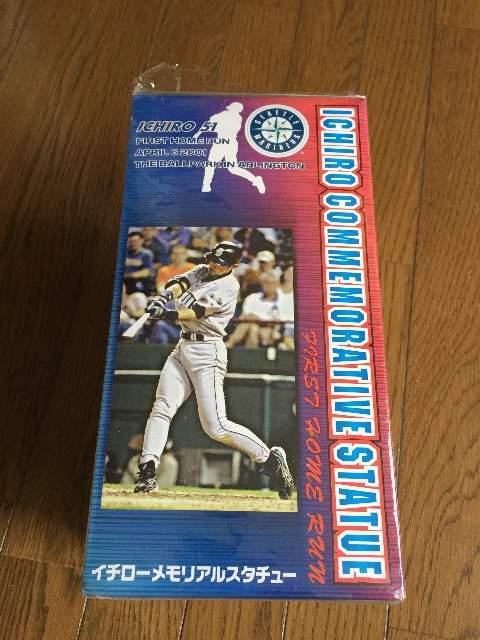 ICHIRO 51
FIRST HOME RUN
APRIL 6 2001
THE BALLPARK IN ARLINGTON
SEATTLE
MARINERS
ICHIRO COMMEMORATIVE STATUE
FIRST HOME RUN
イチローメモリアルスタチュー